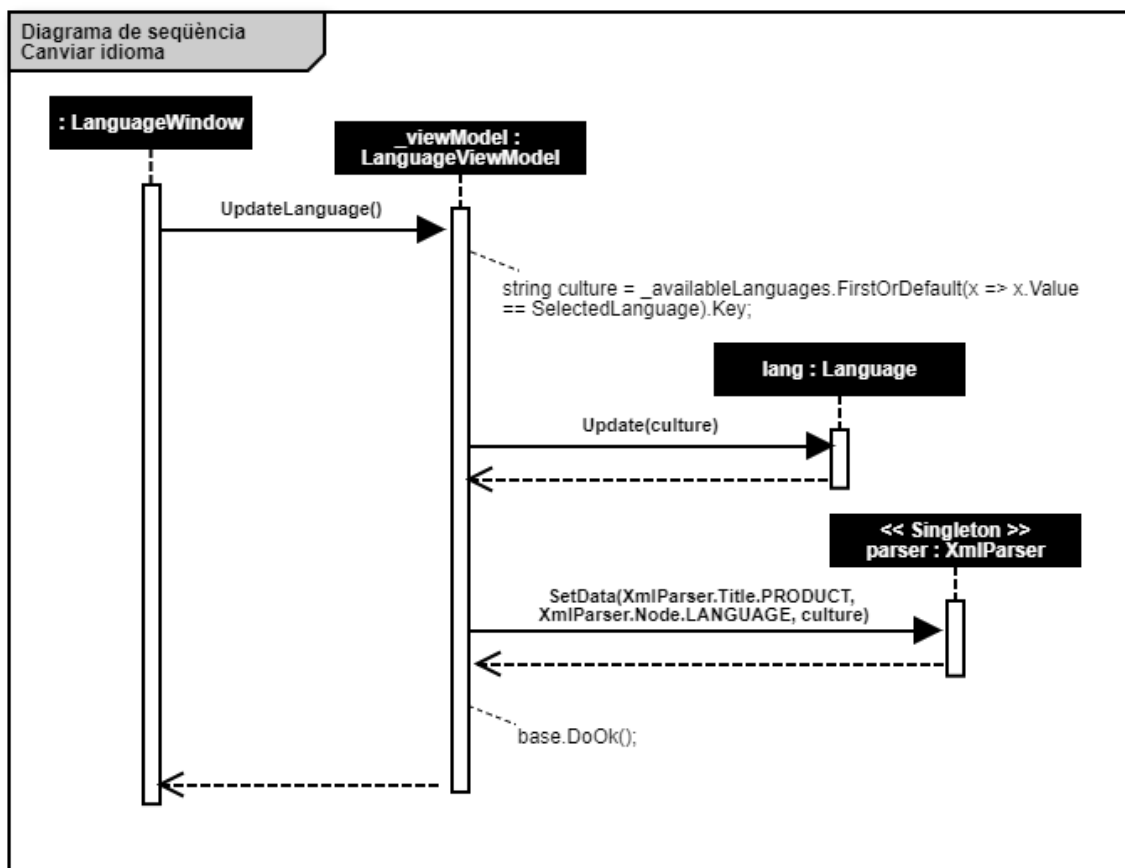 Diagrama de seqüència
Canviar idioma
: LanguageWindow
_viewModel :
LanguageViewModel
UpdateLanguage()
string culture = _availableLanguages.FirstOrDefault(x => x.Value
== SelectedLanguage).Key;
lang : Language
Update(culture)
<< Singleton >>
parser : XmlParser
SetData(XmlParser.Title.PRODUCT,
XmlParser.Node.LANGUAGE, culture)
base.DoOk();